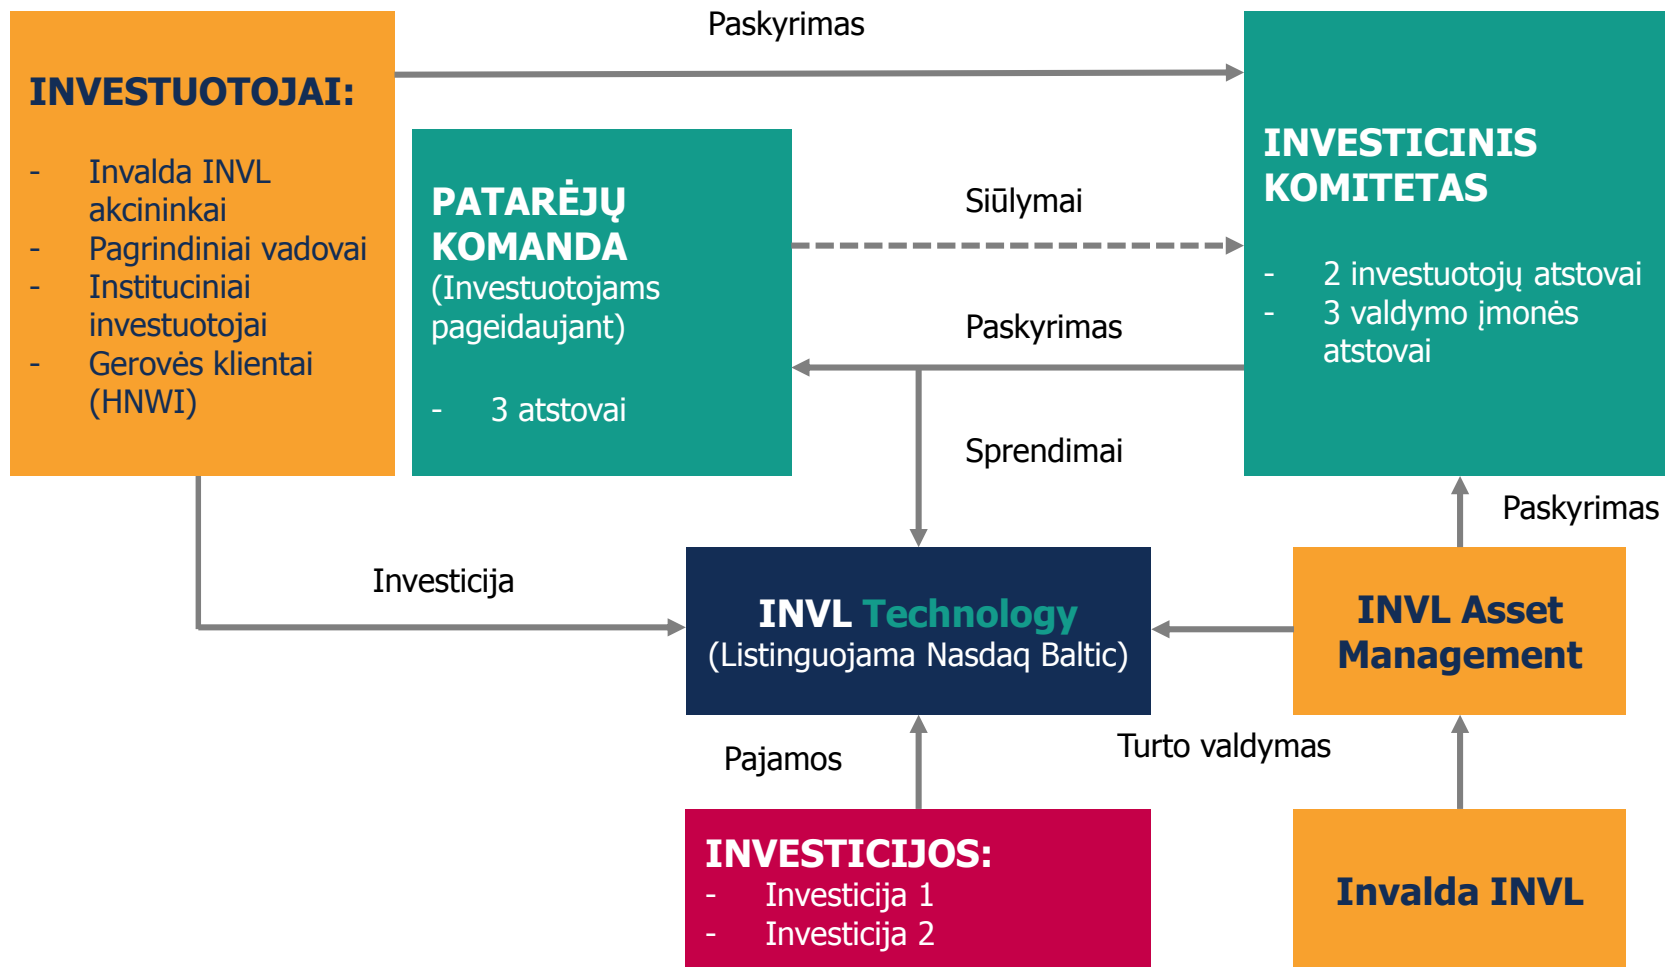 Paskyrimas
INVESTUOTOJAI:
- Invalda INVL
akcininkai
- Pagrindiniai vadovai
- Instituciniai
investuotojai
- Gerovės klientai
(HNWI)
PATARĖJŲ
KOMANDA
(Investuotojams
pageidaujant)
- 3 atstovai
Siūlymai
Paskyrimas
Sprendimai
INVESTICINIS
KOMITETAS
- 2 investuotojų atstovai
- 3 valdymo įmonės
atstovai
Paskyrimas
Investicija
INVL Technology
(Listinguojama Nasdaq Baltic)
INVL Asset
Management
Pajamos
Turto valdymas
INVESTICIJOS:
- Investicija 1
- Investicija 2
Invalda INVL